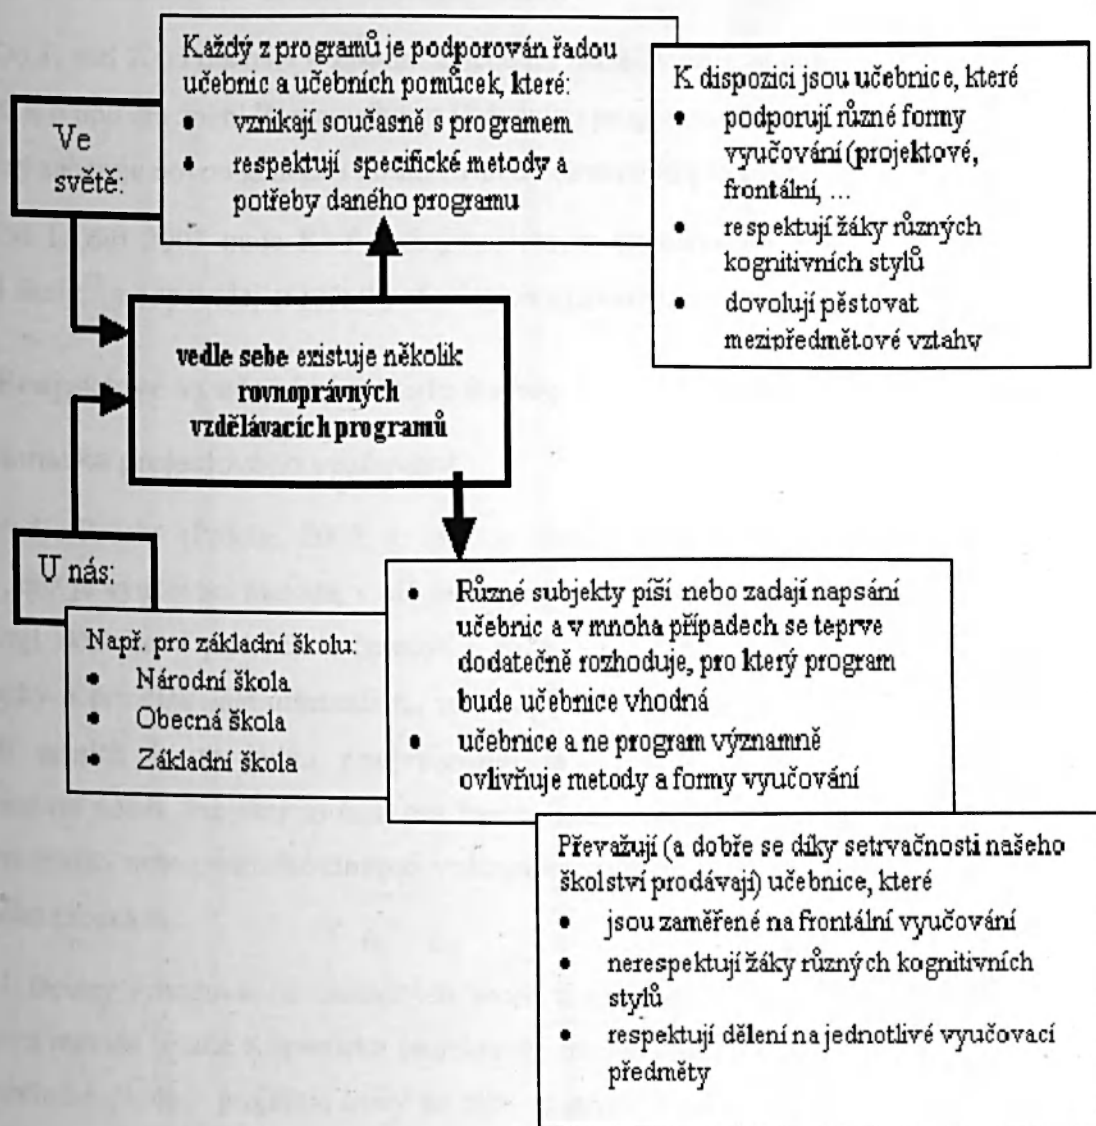 Ve
světě:
Každý z programů je podporován řadou
učebnic a učebních pomůcek, které:
• vznikají současně s programem
• respektují specifické metody a
potřeby daného programu
K dispozici jsou učebnice, které
• podporují různé formy
vyučování (projektové,
frontální, ...
• respektují žáky různých
kognitivních stylů
• dovolují pěstovat
mezipředmětové vztahy
vedle sebe existuje několik
rovnoprávných
vzdělávacích programů
U nás:
Např. pro základní školu:
• Národní škola
• Obecná škola
• Základní škola
• Různé subjekty píší nebo zadají napsání
učebnic a v mnoha případech se teprve
dodatečně rozhoduje, pro který program
bude učebnice vhodná
• učebnice a ne program významně
ovlivňuje metody a formy vyučování
Převažují (a dobře se díky setrvačnosti našeho
školství prodávají) učebnice, které
• jsou zaměřené na frontální vyučování
• nerespektují žáky různých kognitivních
stylů
• respektují dělení na jednotlivé vyučovací
předměty